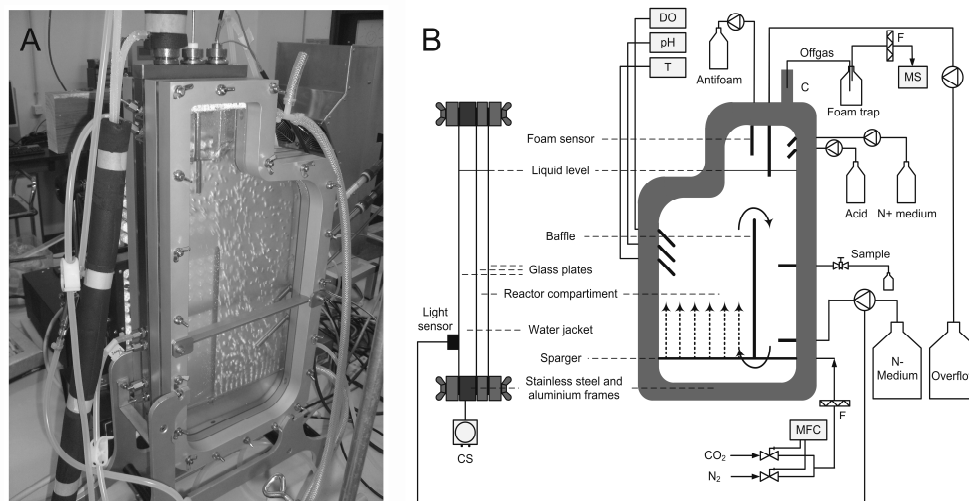 A
B
DO
pH
T
Antifoam
Offgas
F
MS
C
Foam trap
Foam sensor
Liquid level
Acid
N+ medium
Baffle
Sample
Glass plates
Reactor compartment
Light
sensor
Water jacket
Sparger
N-
Medium
Overflo
Stainless steel and
aluminium frames
F
MFC
CS
CO₂
N₂